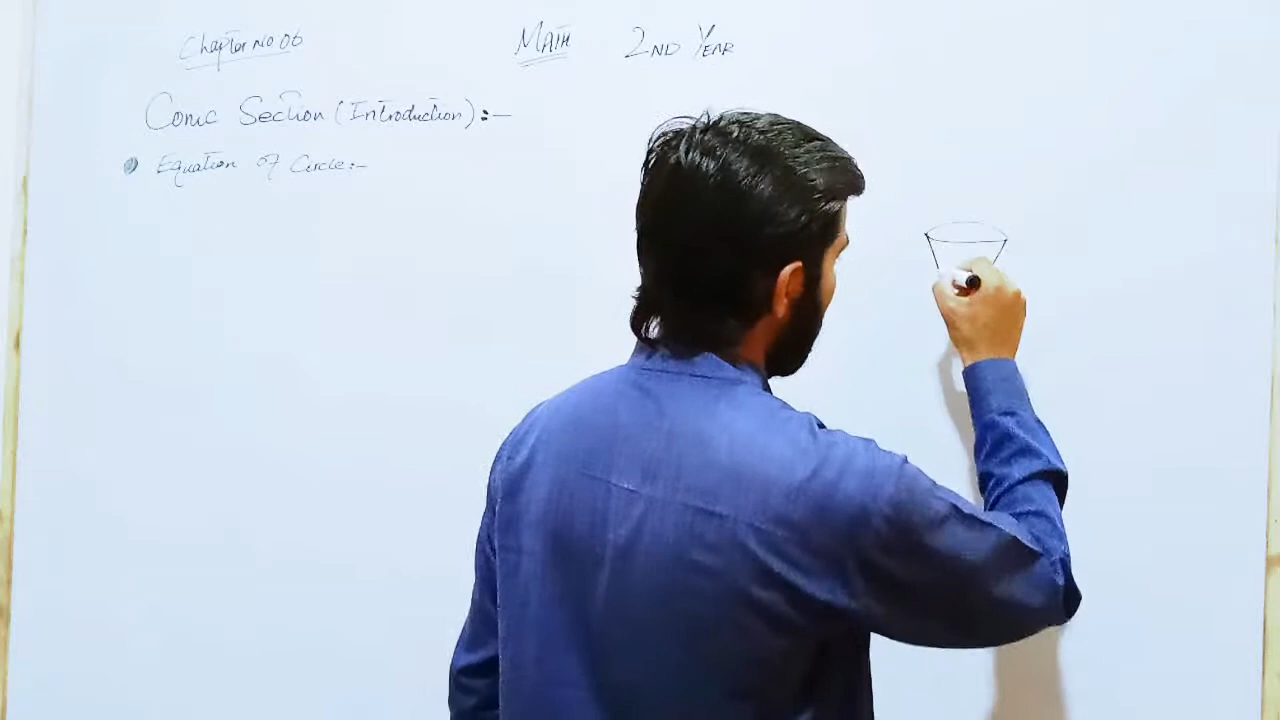 Chapter No 06
MATH 2ND YEAR
Conic Section (Introduction):-
Equation of Circle:-